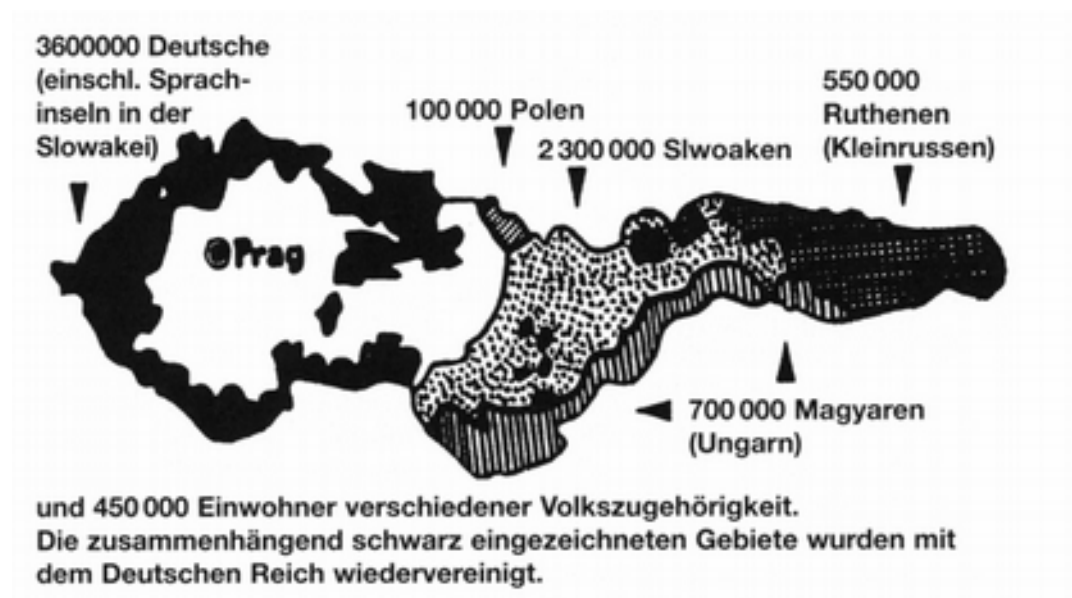 3600000 Deutsche
(einschl. Sprach-
inseln in der
Slowakei)
100 000 Polen
2 300 000 Slwoaken
550 000
Ruthenen
(Kleinrussen)
Prag
700 000 Magyaren
(Ungarn)
und 450 000 Einwohner verschiedener Volkszugehörigkeit.
Die zusammenhängend schwarz eingezeichneten Gebiete wurden mit
dem Deutschen Reich wiedervereinigt.